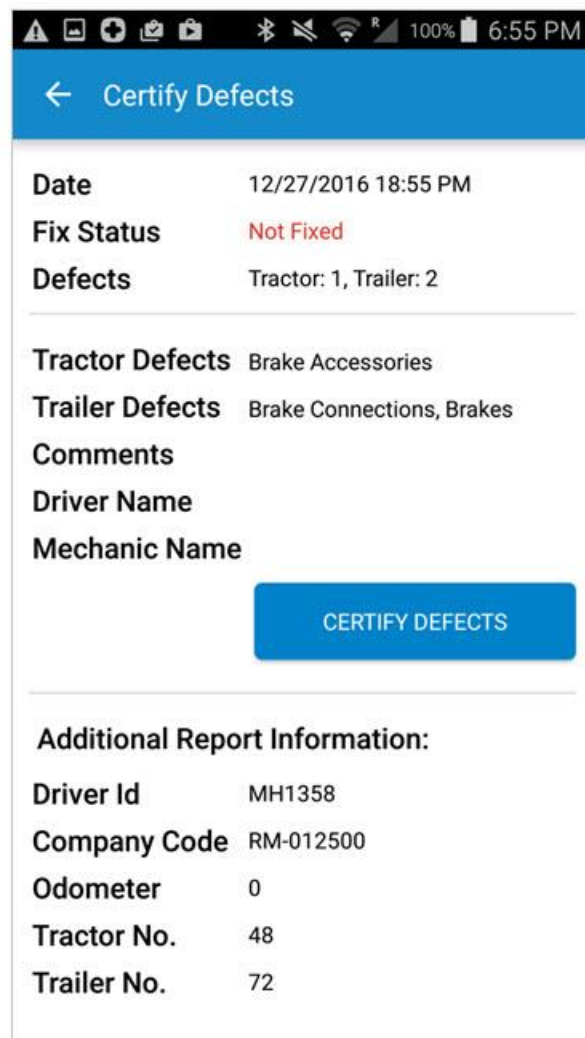 R 100% 6:55 PM
Certify Defects
Date 12/27/2016 18:55 PM
Fix Status Not Fixed
Defects Tractor: 1, Trailer: 2
Tractor Defects Brake Accessories
Trailer Defects Brake Connections, Brakes
Comments
Driver Name
Mechanic Name
CERTIFY DEFECTS
Additional Report Information:
Driver Id MH1358
Company Code RM-012500
Odometer 0
Tractor No. 48
Trailer No. 72